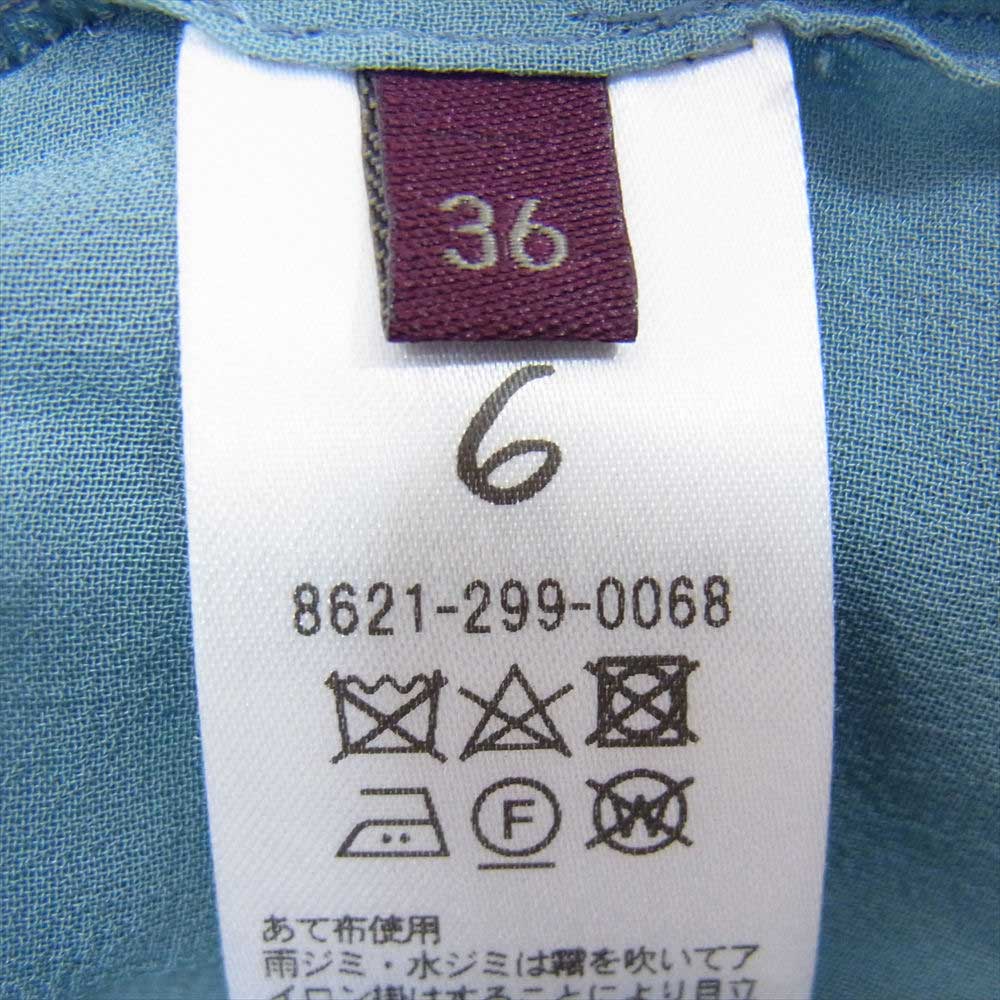 36
6
8621-299-0068
F
W
あて布使用
雨ジミ・水ジミは霧を吹いてア
イロン掛けすることにより目立